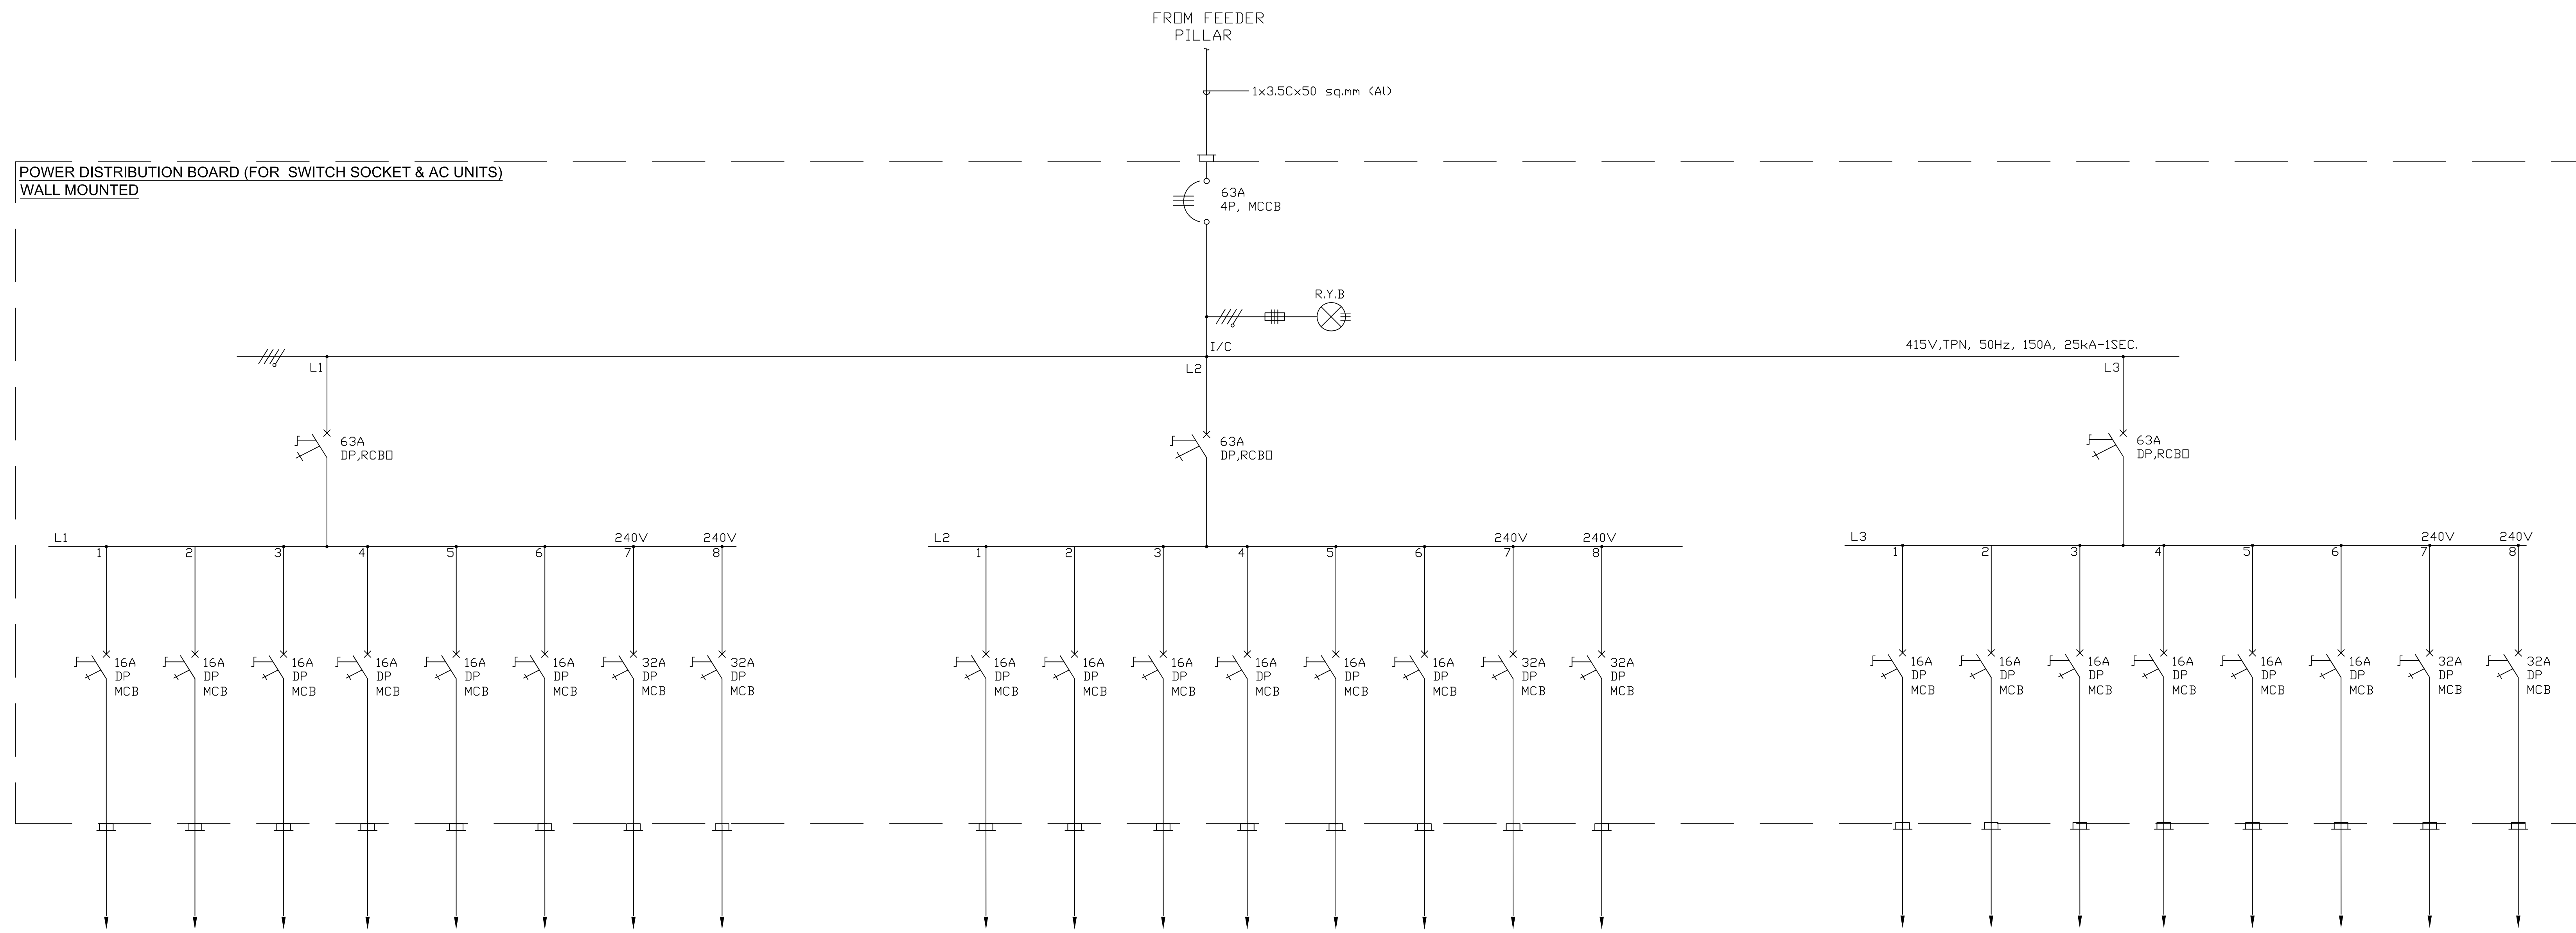 FROM FEEDER
PILLAR
1x3.5Cx50 sq.mm (Al)
POWER DISTRIBUTION BOARD (FOR SWITCH SOCKET & AC UNITS)
WALL MOUNTED
63A
4P, MCCB
R.Y.B
I/C
415V,TPN, 50Hz, 150A, 25kA-1SEC.
L1 L2 L3
63A 63A 63A
DP,RCBO DP,RCBO DP,RCBO
L1 240V 240V L2 240V 240V L3 240V 240V
1 2 3 4 5 6 7 8 1 2 3 4 5 6 7 8 1 2 3 4 5 6 7 8
16A 16A 16A 16A 16A 16A 32A 32A 16A 16A 16A 16A 16A 16A 32A 32A 16A 16A 16A 16A 16A 16A 32A 32A
DP DP DP DP DP DP DP DP DP DP DP DP DP DP DP DP DP DP DP DP DP DP DP DP
MCB MCB MCB MCB MCB MCB MCB MCB MCB MCB MCB MCB MCB MCB MCB MCB MCB MCB MCB MCB MCB MCB MCB MCB